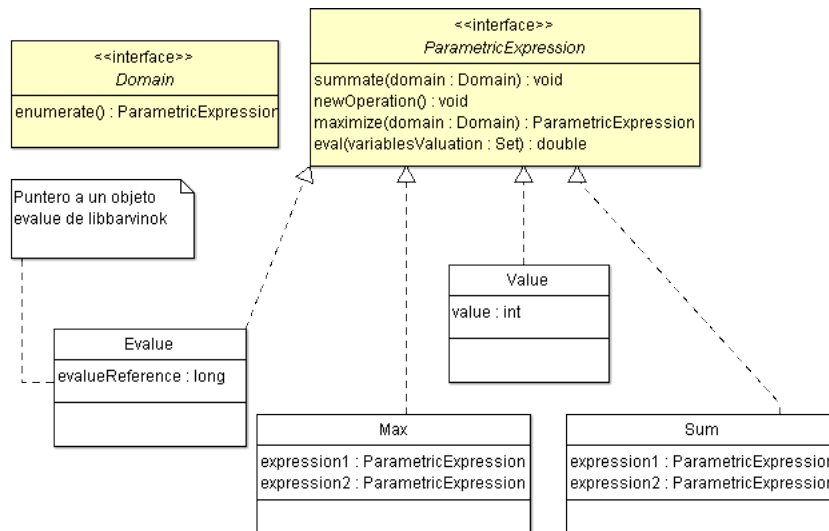 <<interface>>
Domain
enumerate() : ParametricExpression
<<interface>>
ParametricExpression
summate(domain : Domain) : void
newOperation() : void
maximize(domain : Domain) : ParametricExpression
eval(variablesValuation : Set) : double
Puntero a un objeto
evalue de libbarvinok
Value
value : int
Evalue
evalueReference : long
Max
expression1 : ParametricExpression
expression2 : ParametricExpression
Sum
expression1 : ParametricExpression
expression2 : ParametricExpression